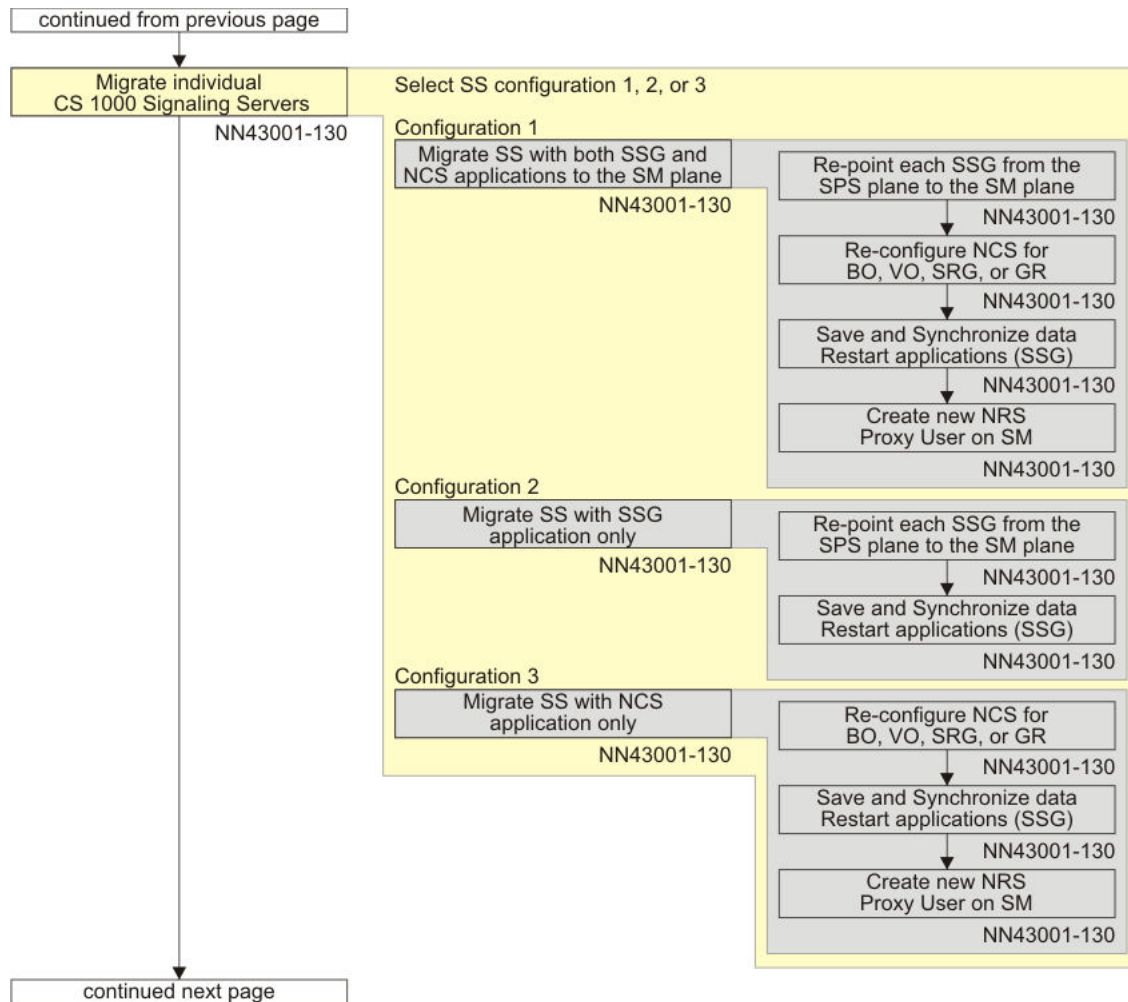 continued from previous page
Migrate individual
CS 1000 Signaling Servers
NN43001-130
Select SS configuration 1, 2, or 3
Configuration 1
Migrate SS with both SSG and
NCS applications to the SM plane
NN43001-130
Re-point each SSG from the
SPS plane to the SM plane
NN43001-130
Re-configure NCS for
BO, VO, SRG, or GR
NN43001-130
Save and Synchronize data
Restart applications (SSG)
NN43001-130
Create new NRS
Proxy User on SM
NN43001-130
Configuration 2
Migrate SS with SSG
application only
NN43001-130
Re-point each SSG from the
SPS plane to the SM plane
NN43001-130
Save and Synchronize data
Restart applications (SSG)
NN43001-130
Configuration 3
Migrate SS with NCS
application only
NN43001-130
Re-configure NCS for
BO, VO, SRG, or GR
NN43001-130
Save and Synchronize data
Restart applications (SSG)
NN43001-130
Create new NRS
Proxy User on SM
NN43001-130
continued next page